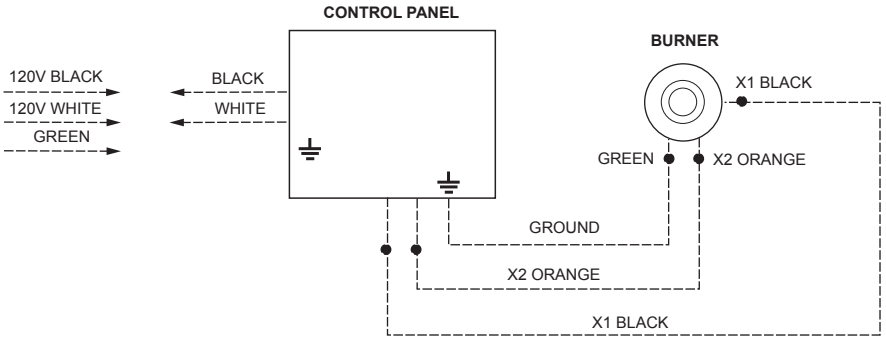 CONTROL PANEL
BURNER
120V BLACK
BLACK
X1 BLACK
120V WHITE
WHITE
GREEN
GREEN
X2 ORANGE
GROUND
X2 ORANGE
X1 BLACK